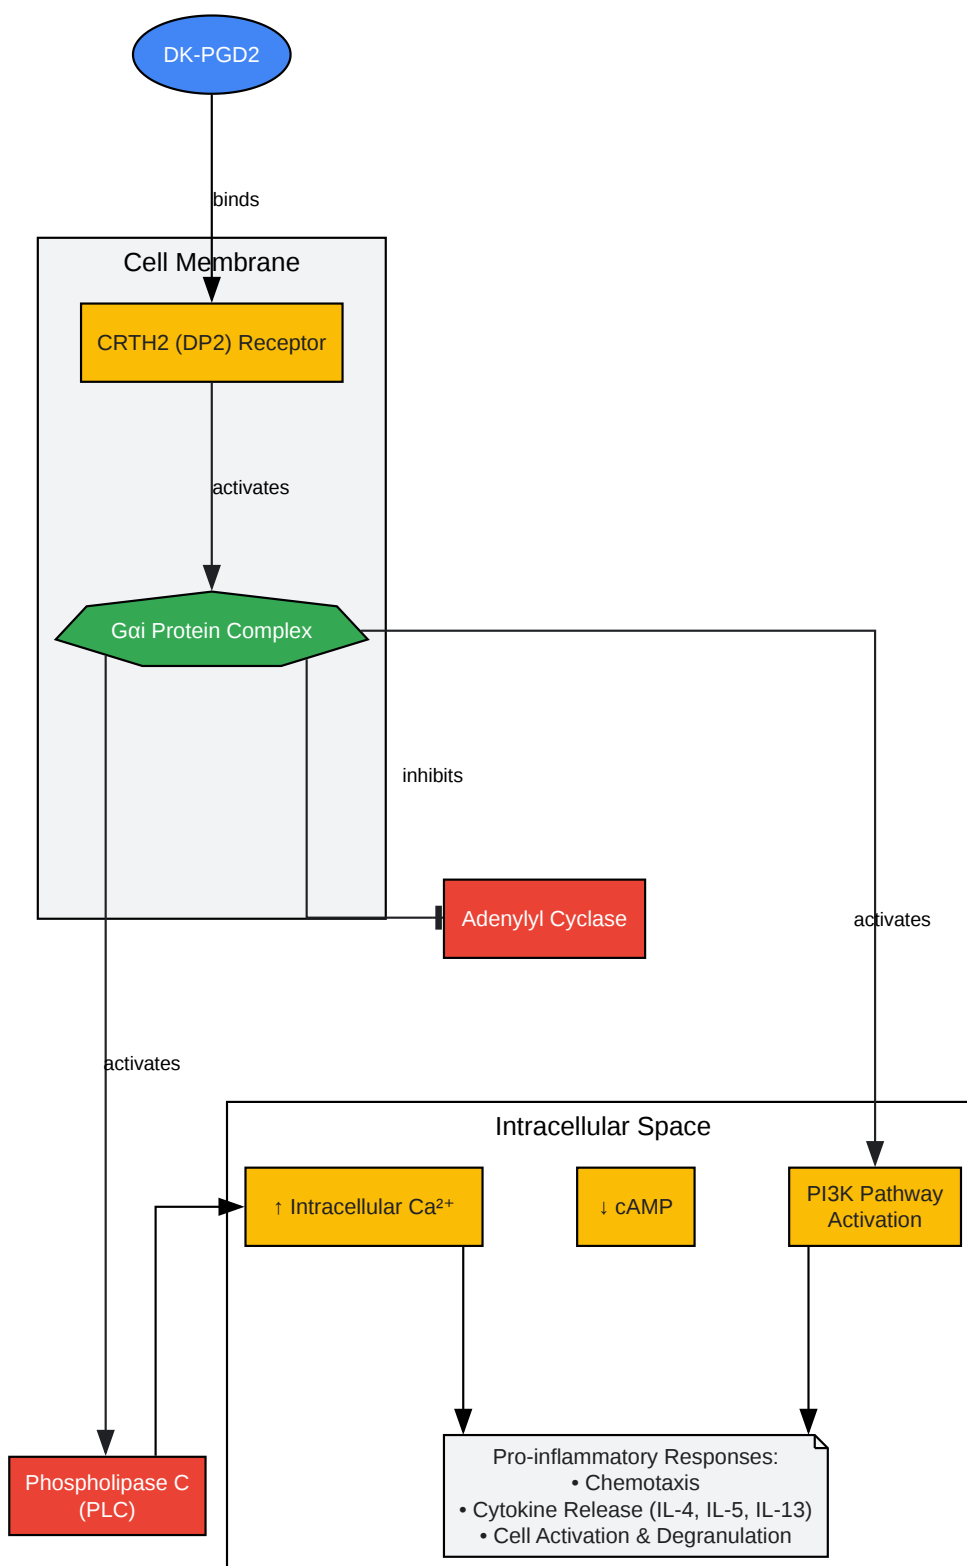 DK-PGD2
binds
Cell Membrane
CRTH2 (DP2) Receptor
activates
Gαi Protein Complex
inhibits
Adenylyl Cyclase
activates
activates
Intracellular Space
↑ Intracellular Ca²⁺
↓ cAMP
PI3K Pathway
Activation
Phospholipase C
(PLC)
Pro-inflammatory Responses:
• Chemotaxis
• Cytokine Release (IL-4, IL-5, IL-13)
• Cell Activation & Degranulation